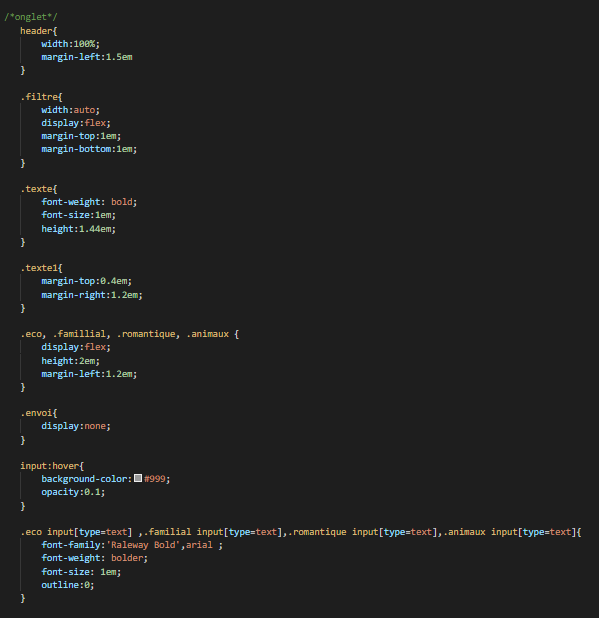 /*onglet*/
header{
width:100%;
margin-left:1.5em
}
.filtre{
width:auto;
display:flex;
margin-top:1em;
margin-bottom:1em;
}
.texte{
font-weight: bold;
font-size:1em;
height:1.44em;
}
.texte1{
margin-top:0.4em;
margin-right:1.2em;
}
.eco, .famillial, .romantique, .animaux {
display:flex;
height:2em;
margin-left:1.2em;
}
.envoi{
display:none;
}
input:hover{
background-color:#999;
opacity:0.1;
}
.eco input[type=text] ,.familial input[type=text],.romantique input[type=text],.animaux input[type=text]{
font-family:'Raleway Bold',arial ;
font-weight: bolder;
font-size: 1em;
outline:0;
}